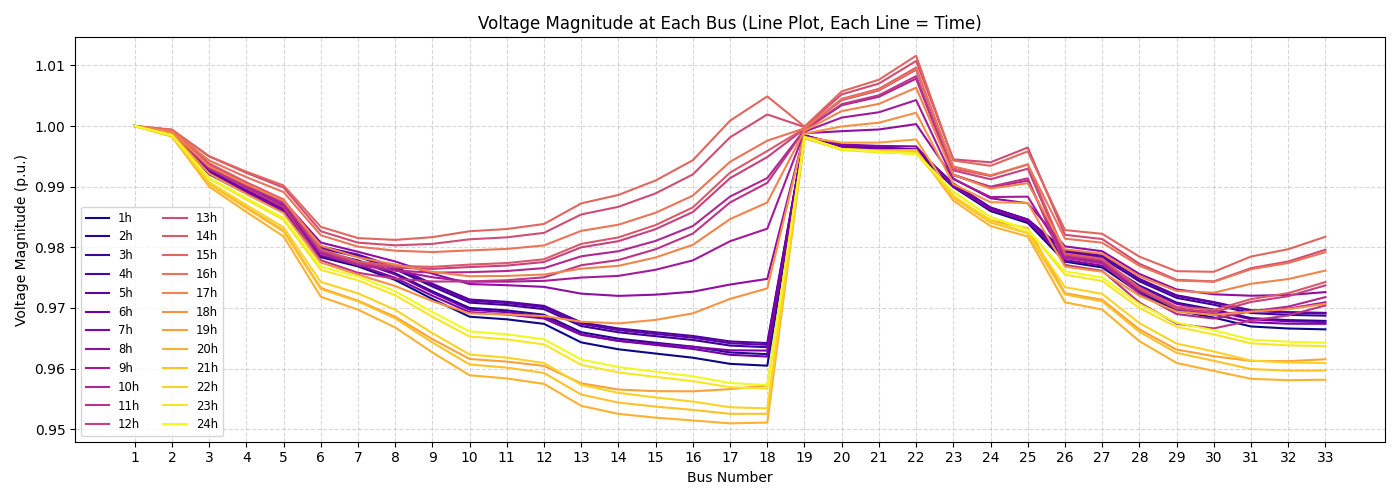 Voltage Magnitude at Each Bus (Line Plot, Each Line = Time)
Voltage Magnitude (p.u.)
1.01
1.00
0.99
0.98
0.97
0.96
0.95
1h 13h
2h 14h
3h 15h
4h 16h
5h 17h
6h 18h
7h 19h
8h 20h
9h 21h
10h 22h
11h 23h
12h 24h
1 2 3 4 5 6 7 8 9 10 11 12 13 14 15 16 17 18 19 20 21 22 23 24 25 26 27 28 29 30 31 32 33
Bus Number